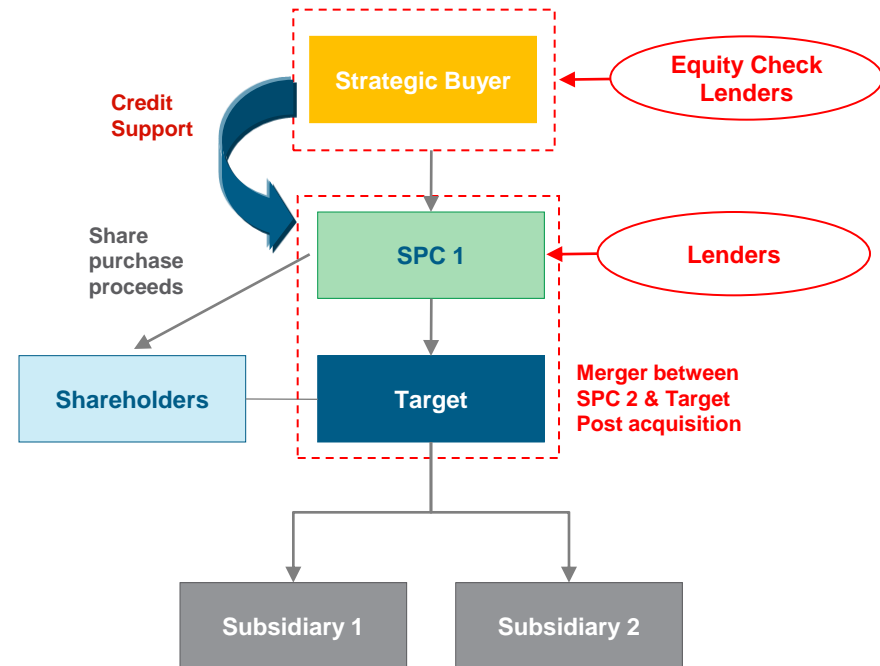 Strategic Buyer
Equity Check
Lenders
Credit
Support
Share
purchase
proceeds
SPC 1
Lenders
Shareholders
Target
Merger between
SPC 2 & Target
Post acquisition
Subsidiary 1
Subsidiary 2